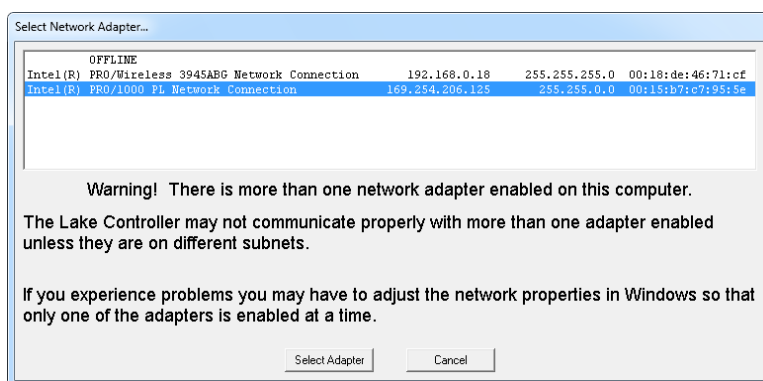 Select Network Adapter...
OFFLINE
Intel(R) PRO/Wireless 3945ABG Network Connection 192.168.0.18 255.255.255.0 00:18:de:46:71:cf
Intel(R) PRO/1000 PL Network Connection 169.254.206.125 255.255.0.0 00:15:b7:c7:95:5e
Warning! There is more than one network adapter enabled on this computer.
The Lake Controller may not communicate properly with more than one adapter enabled
unless they are on different subnets.
If you experience problems you may have to adjust the network properties in Windows so that
only one of the adapters is enabled at a time.
Select Adapter Cancel